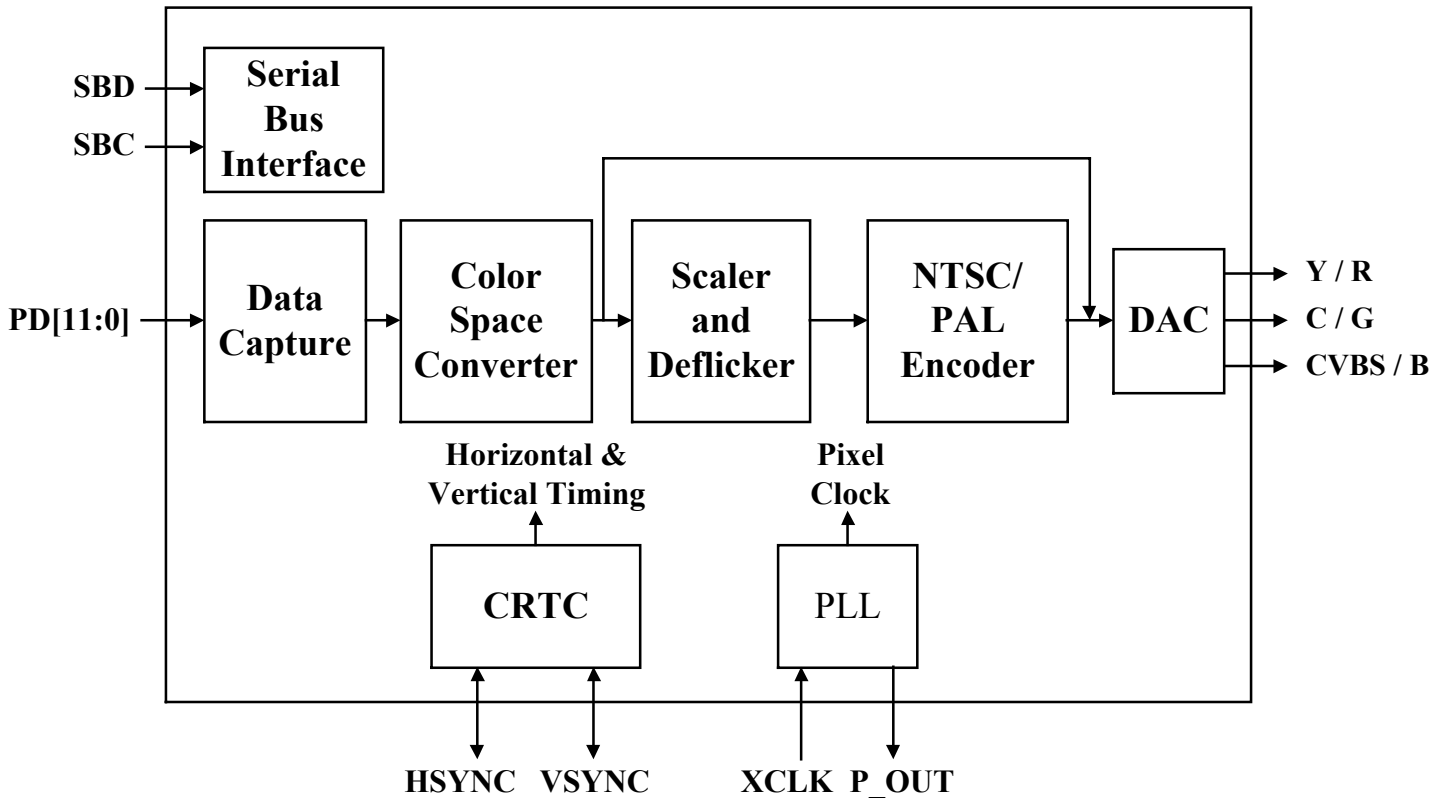 SBD
SBC
Serial
Bus
Interface
PD[11:0]
Data
Capture
Color
Space
Converter
Scaler
and
Deflicker
NTSC/
PAL
Encoder
DAC
Y / R
C / G
CVBS / B
Horizontal &
Vertical Timing
Pixel
Clock
CRTC
PLL
HSYNC
VSYNC
XCLK
P_OUT